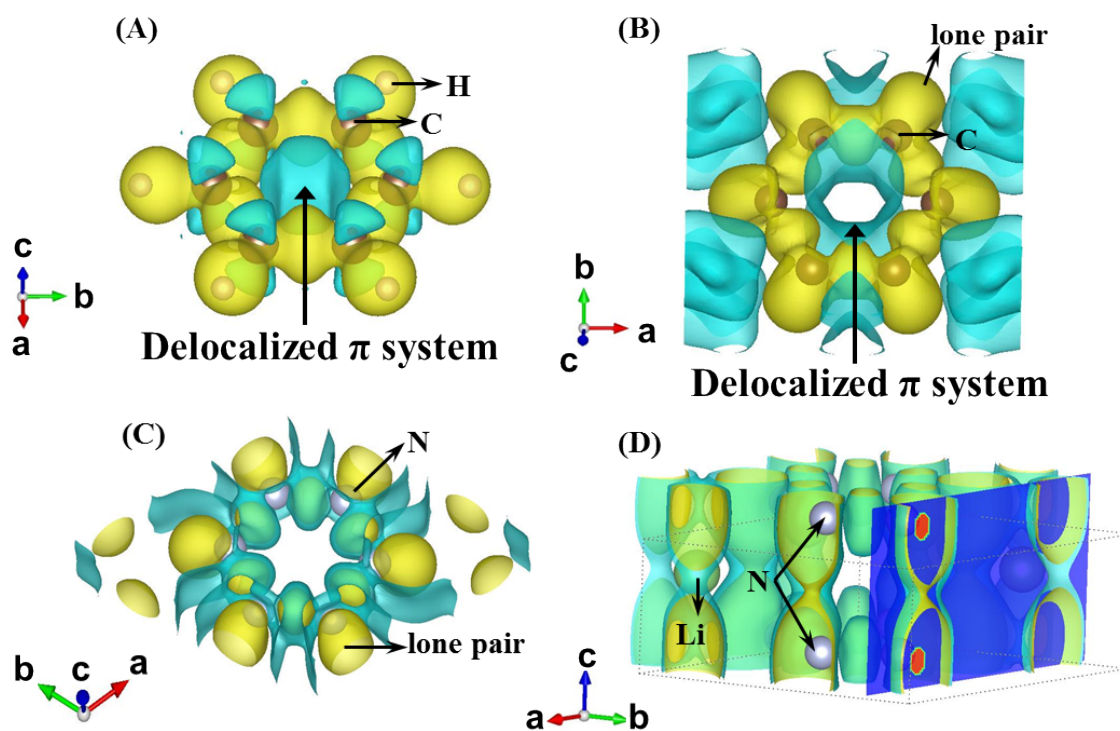 (A)
H
C
c
b
a
Delocalized π system
(B)
lone pair
C
b
a
c
Delocalized π system
(C)
N
lone pair
b
c
a
(D)
N
Li
c
a
b